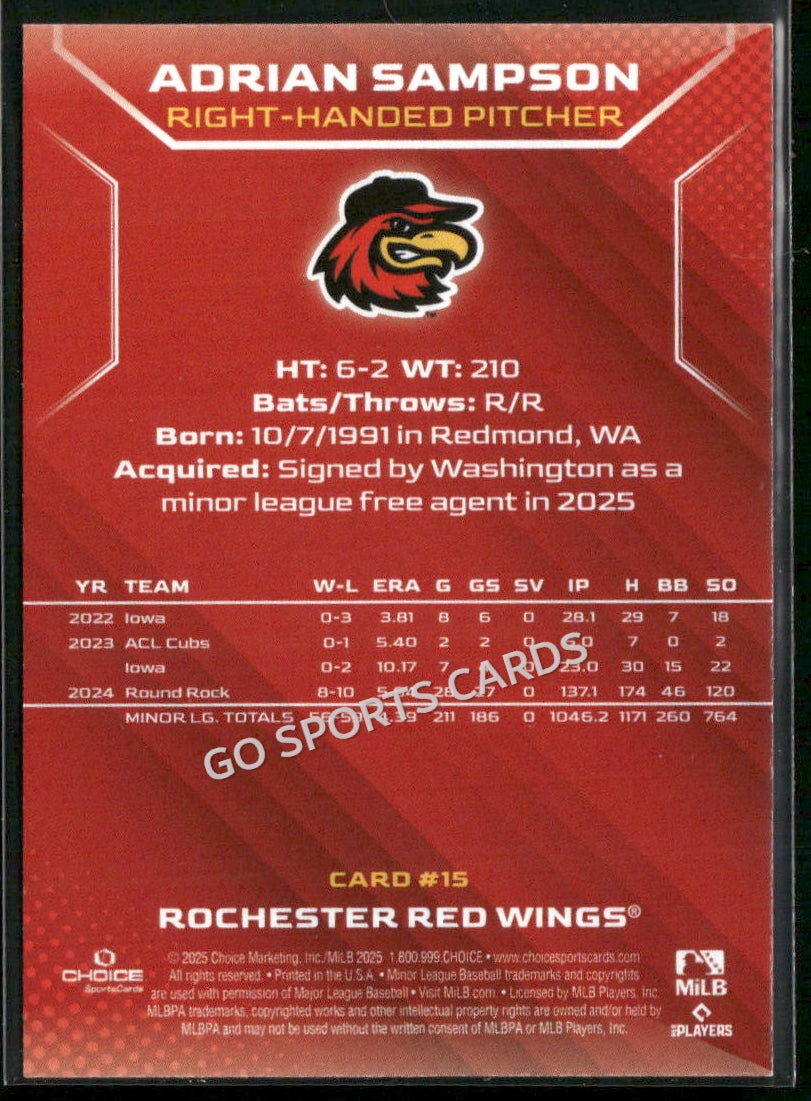 ADRIAN SAMPSON
RIGHT-HANDED PITCHER
HT: 6-2 WT: 210
Bats/Throws: R/R
Born: 10/7/1991 in Redmond, WA
Acquired: Signed by Washington as a
minor league free agent in 2025
YR TEAM W-L ERA G GS SV IP H BB SO
2022 Iowa 0-3 3.81 8 6 0 28.1 29 7 18
2023 ACL Cubs 0-1 5.40 2 2 0 7 0 2
Iowa 0-2 10.17 7 0 23.0 30 15 22
2024 Round Rock 8-10 0 137.1 174 46 120
MINOR LG. TOTALS 211 186 0 1046.2 1171 260 764
GO SPORTS CARDS
CARD #15
ROCHESTER RED WINGS®
CHOICE
SportsCards
© 2025 Choice Marketing, Inc./MiLB 2025 1.800.999.CHOICE • www.choicesportscards.com
All rights reserved. • Printed in the U.S.A. • Minor League Baseball trademarks and copyrights
are used with permission of Major League Baseball • Visit MiLB.com. • Licensed by MLB Players, Inc.
MLBPA trademarks, copyrighted works and other intellectual property rights are owned and/or held by
MLBPA and may not be used without the written consent of MLBPA or MLB Players, Inc.
MiLB
PLAYERS